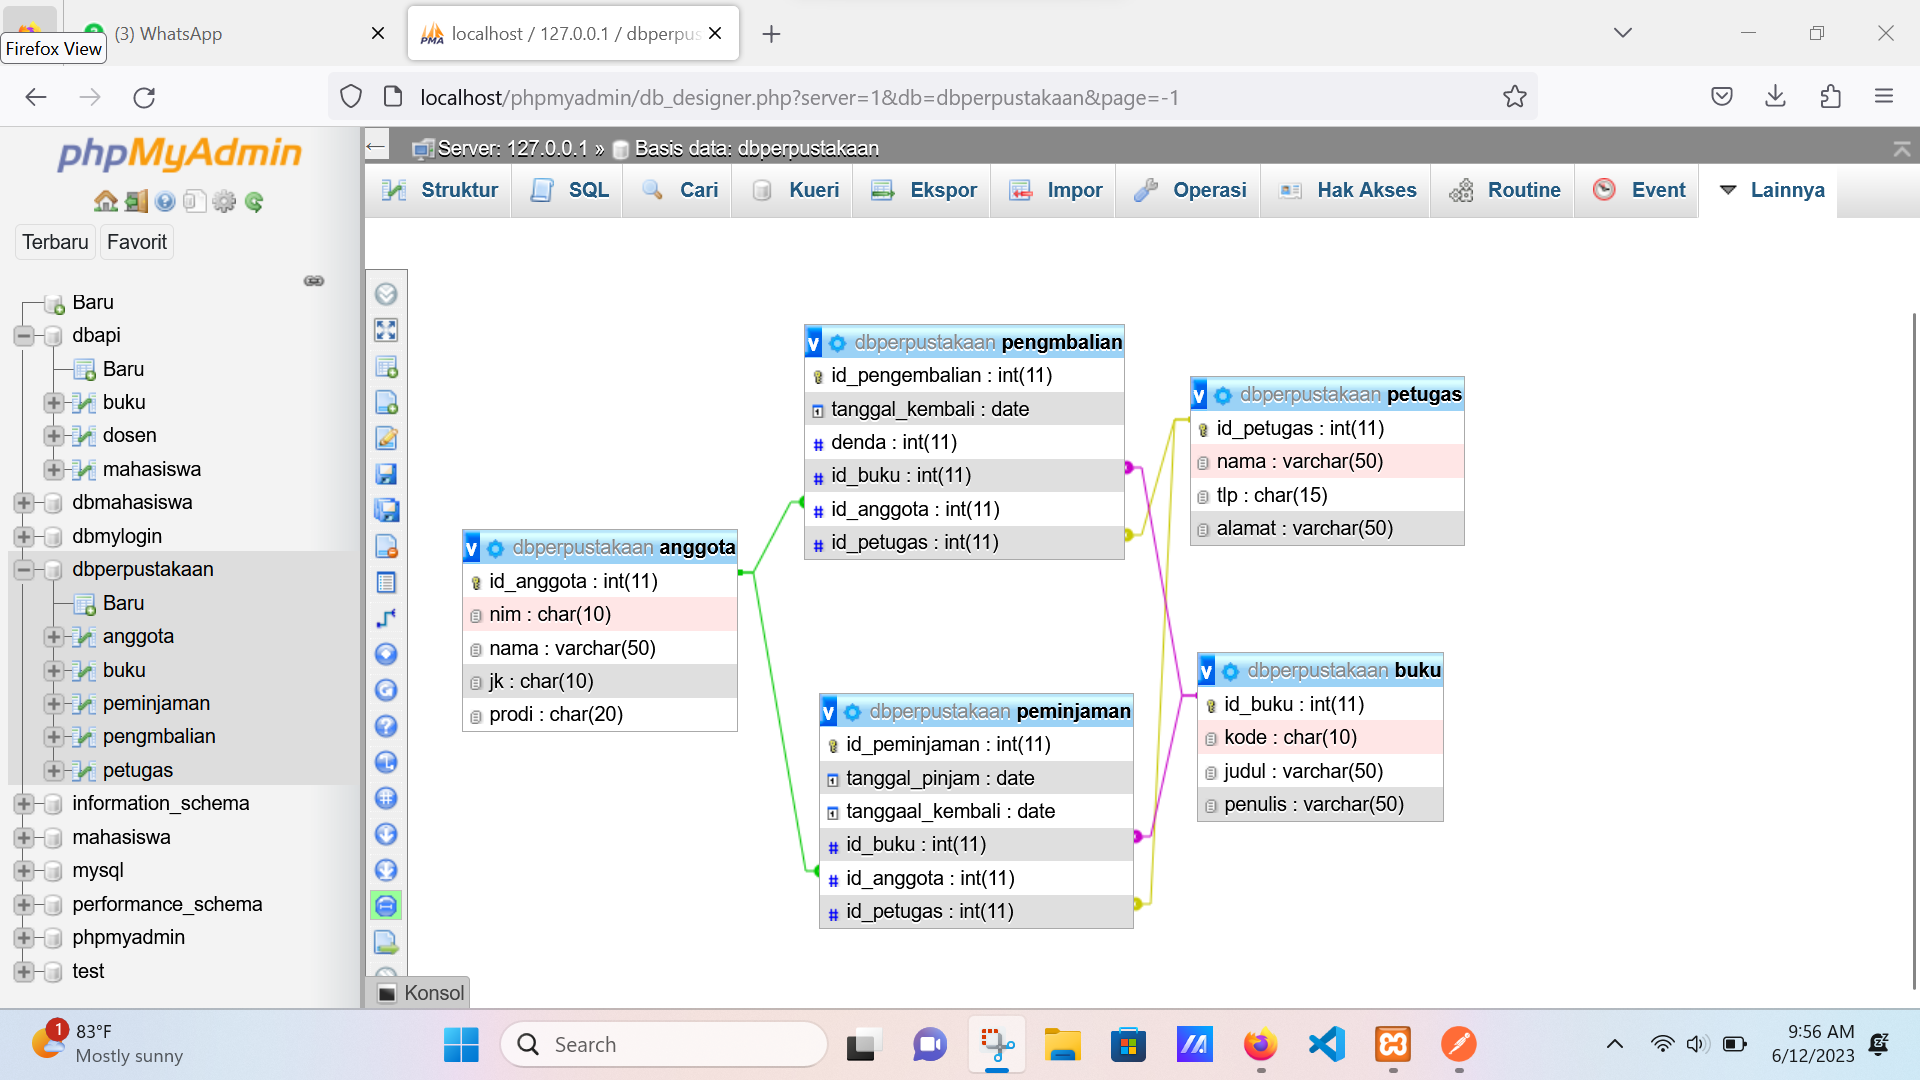 (3) WhatsApp
PMA localhost / 127.0.0.1 / dbperpus
Firefox View
localhost/phpmyadmin/db_designer.php?server=1&db=dbperpustakaan&page=-1
phpMyAdmin
Terbaru Favorit
Baru
dbapi
Baru
buku
dosen
mahasiswa
dbmahasiswa
dbmylogin
dbperpustakaan
Baru
anggota
buku
peminjaman
pengmbalian
petugas
information_schema
mahasiswa
mysql
performance_schema
phpmyadmin
test
Server: 127.0.0.1 » Basis data: dbperpustakaan
Struktur SQL Cari Kueri Ekspor Impor Operasi Hak Akses Routine Event Lainnya
v dbperpustakaan anggota
id_anggota : int(11)
nim : char(10)
nama : varchar(50)
jk : char(10)
prodi : char(20)
v dbperpustakaan pengmbalian
id_pengembalian : int(11)
tanggal_kembali : date
# denda : int(11)
# id_buku : int(11)
# id_anggota : int(11)
# id_petugas : int(11)
v dbperpustakaan peminjaman
id_peminjaman : int(11)
tanggal_pinjam : date
tanggaal_kembali : date
# id_buku : int(11)
# id_anggota : int(11)
# id_petugas : int(11)
v dbperpustakaan petugas
id_petugas : int(11)
nama : varchar(50)
tlp : char(15)
alamat : varchar(50)
v dbperpustakaan buku
id_buku : int(11)
kode : char(10)
judul : varchar(50)
penulis : varchar(50)
Konsol
1
83°F
Mostly sunny
Search
9:56 AM
6/12/2023